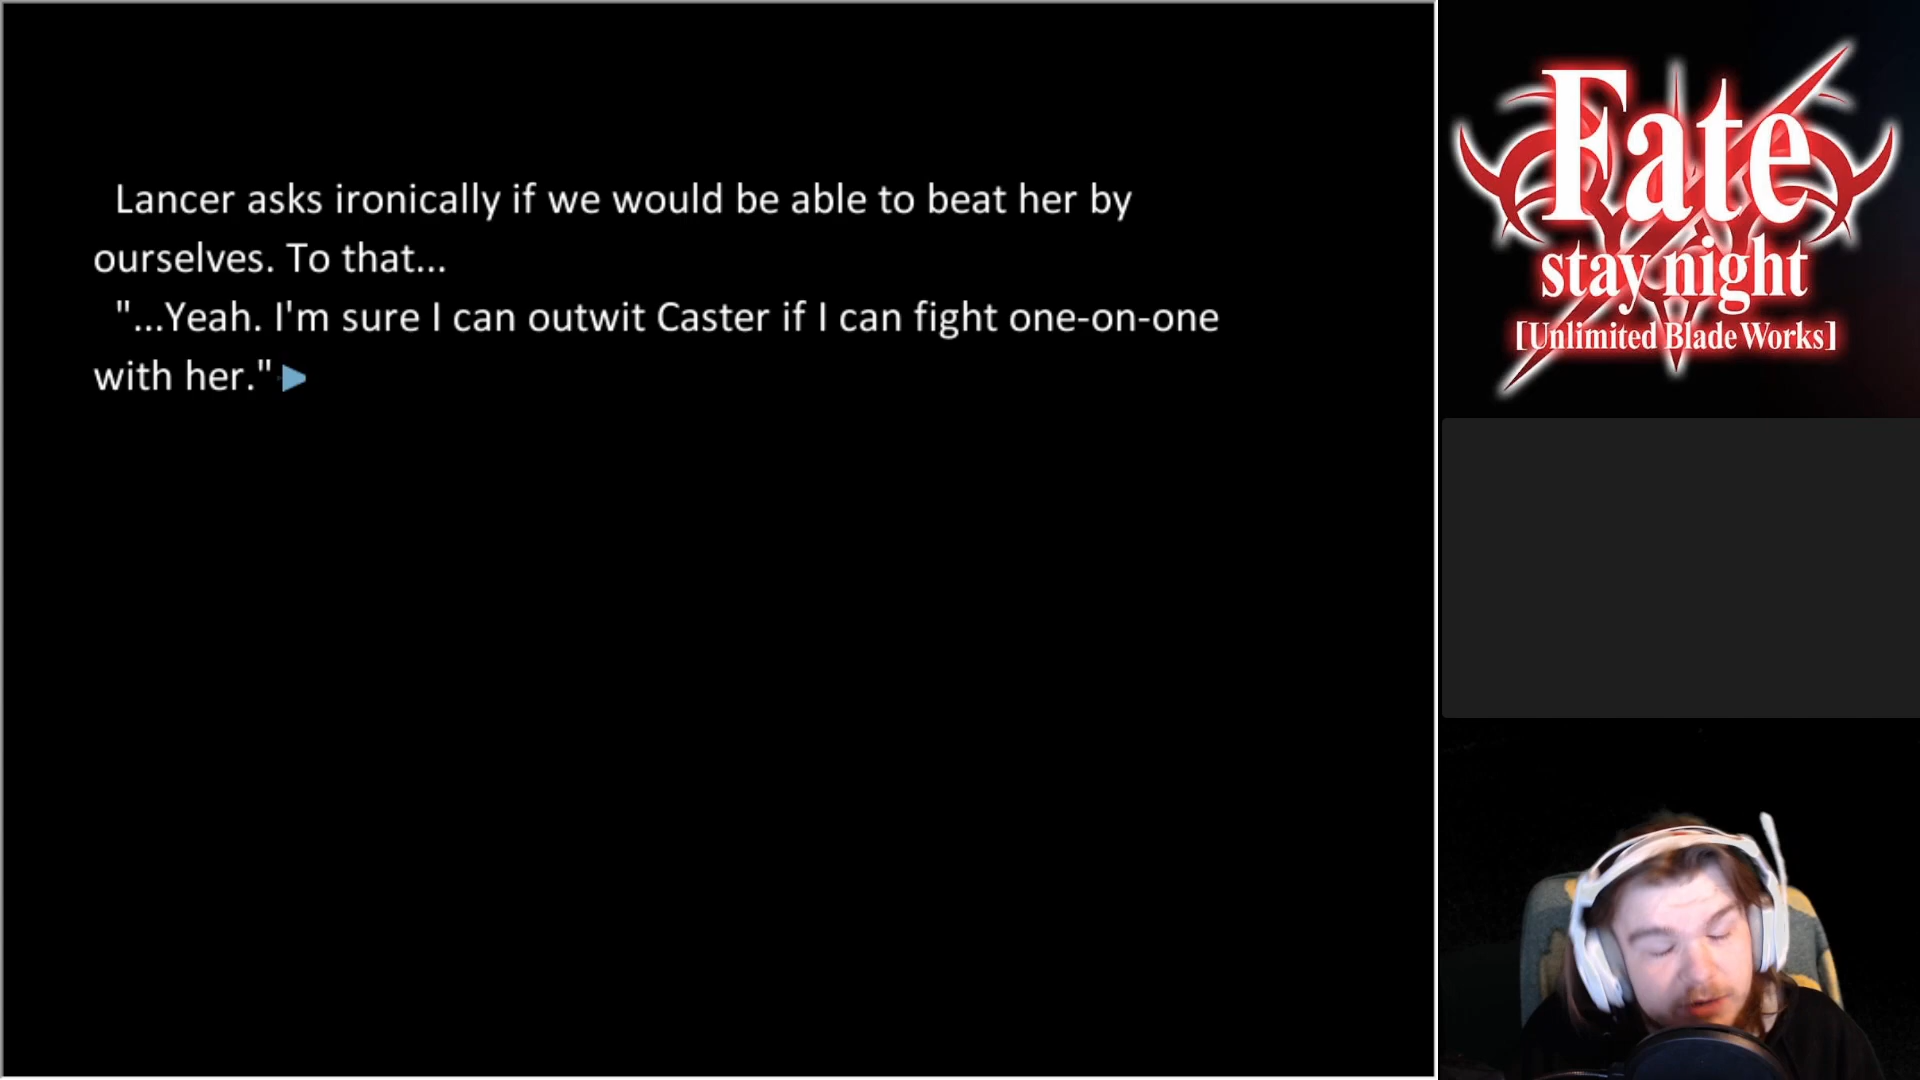 Lancer asks ironically if we would be able to beat her by
ourselves. To that...
"...Yeah. I'm sure I can outwit Caster if I can fight one-on-one
with her."
Fate
stay night
[Unlimited Blade Works]